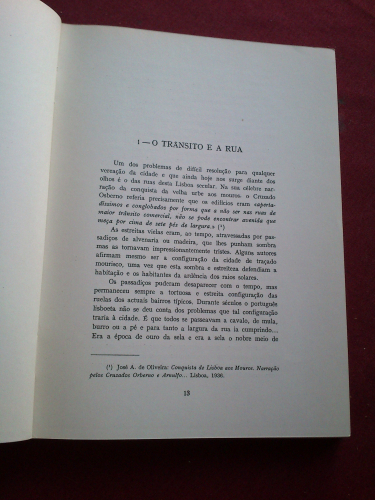 I — O TRÂNSITO E A RUA
Um dos problemas de difícil resolução para qualquer
vereação da cidade e que ainda hoje nos surge diante dos
olhos é o das ruas desta Lisboa secular. Na sua célebre nar-
ração da conquista da velha urbe aos mouros. o Cruzado
Osberno refere precisamente que os edifícios eram aperta-
díssimos e conglobados por forma que a não ser nas ruas de
maior trânsito comercial, não se pode encontrar avenida que
meça por cima de sete pés de largura.» (¹)
As estreitas vielas eram, ao tempo, atravessadas por pas-
sadiços de alvenaria ou madeira, que lhes punham sombra
mas as tornavam impressionantemente tristes. Alguns autores
afirmam mesmo ser a configuração da cidade de traçado
mourisco, uma vez que esta sombra e estreiteza defendiam a
habitação e os habitantes da ardência dos raios solares.
Os passadiços puderam desaparecer com o tempo, mas
permaneceu sempre a tortuosa e estreita configuração das
ruelas dos actuais bairros típicos. Durante séculos o português
lisboeta não se deu conta dos problemas que tal configuração
traria à cidade. É que todos se passeavam a cavalo, de mula,
burro ou a pé e para tanto a largura da rua ia cumprindo...
Era a época de ouro da sela e era a sela o nobre meio de
(¹) José A. de Oliveira: Conquista de Lisboa aos Mouros. Narração
pelos Cruzados Osberno e Arnulfo... Lisboa, 1936.
13